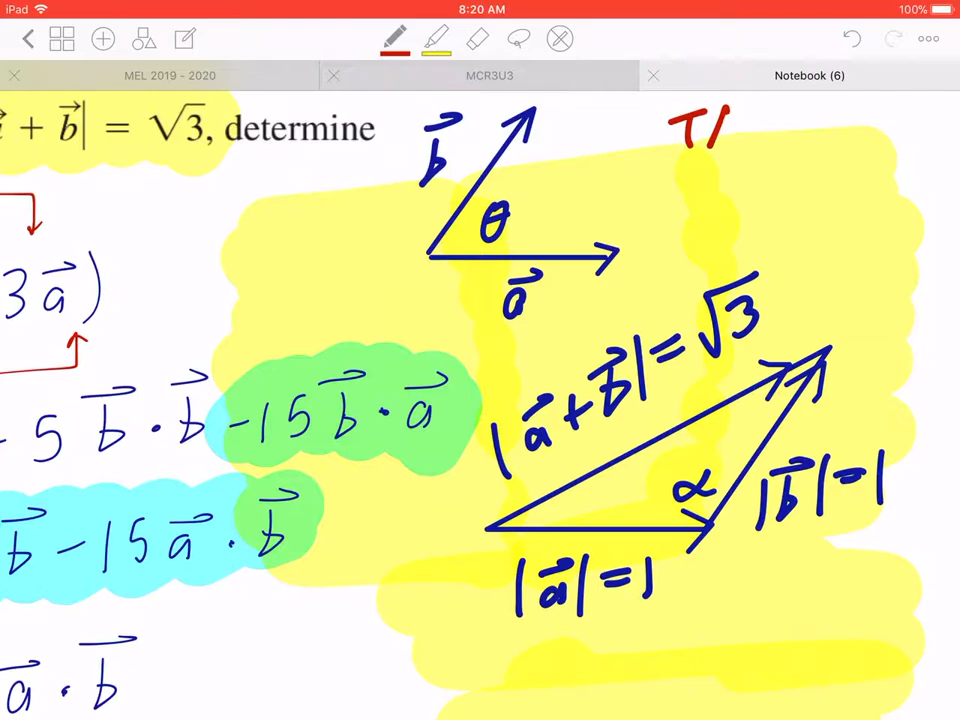 iPad 8:20 AM 100%
MEL 2019 - 2020 MCR3U3 Notebook (6)
+ b⃗| = √3, determine
b⃗
θ
a⃗
3a⃗)
5 b⃗ · b⃗ - 15 b⃗ · a⃗
|a⃗ + b⃗| = √3
α
|b⃗| = 1
b⃗ - 15 a⃗ · b⃗
|a⃗| = 1
a⃗ · b⃗